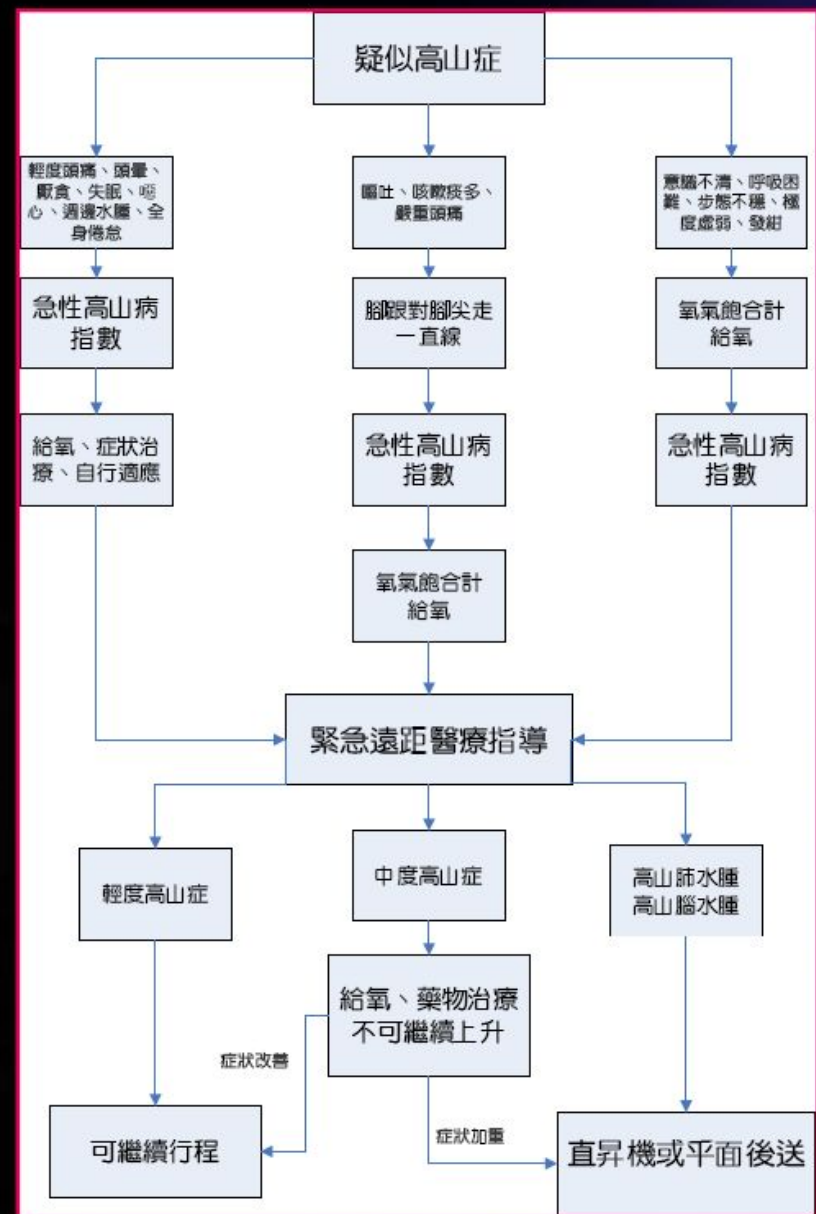 疑似高山症
輕度頭痛、頭暈、
厭食、失眠、噁
心、週邊水腫、全
身倦怠
嘔吐、咳嗽痰多、
嚴重頭痛
意識不清、呼吸困
難、步態不穩、極
度虛弱、發紺
急性高山病
指數
腳跟對腳尖走
一直線
氧氣飽合計
給氧
給氧、症狀治
療、自行適應
急性高山病
指數
急性高山病
指數
氧氣飽合計
給氧
緊急遠距醫療指導
輕度高山症
中度高山症
高山肺水腫
高山腦水腫
給氧、藥物治療
不可繼續上升
症狀改善
症狀加重
可繼續行程
直昇機或平面後送